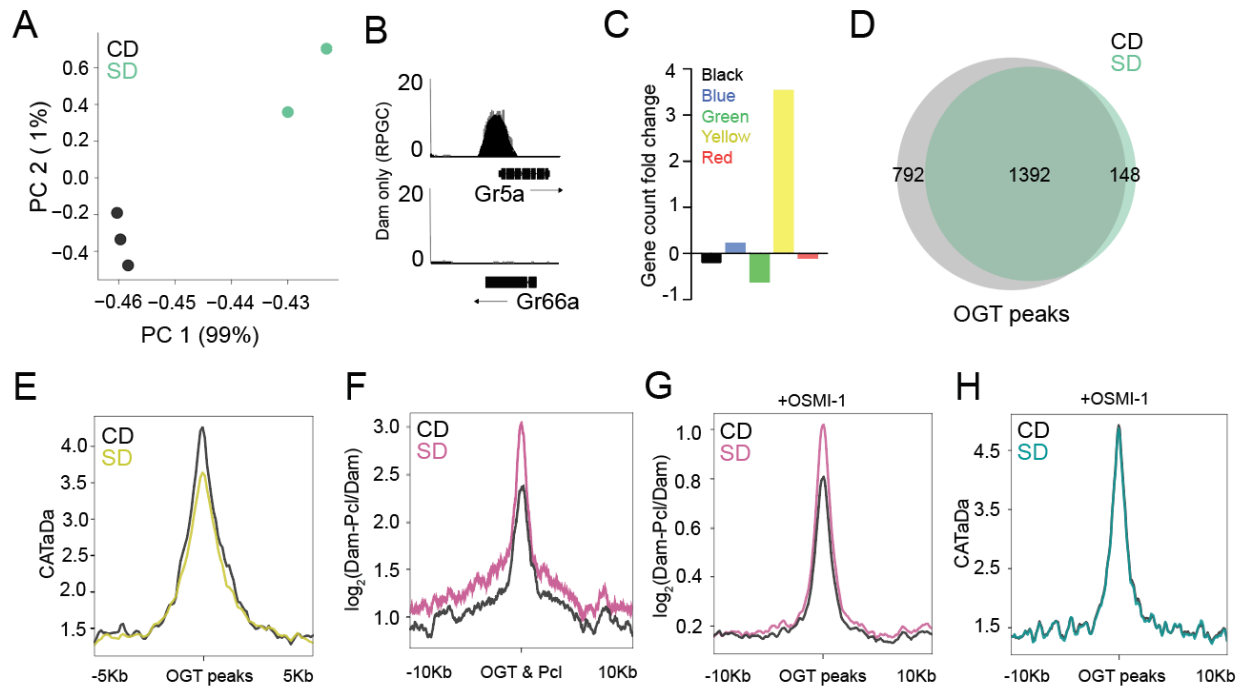 A
CD
SD
0.6
0.4
0.2
0.0
−0.2
−0.4
PC 2 ( 1%)
−0.46
−0.45
−0.44
−0.43
PC 1 (99%)
B
20
0
Gr5a
20
0
Gr66a
Dam only (RPGC)
C
4
3
2
1
0
-1
Gene count fold change
Black
Blue
Green
Yellow
Red
D
CD
SD
792
1392
148
OGT peaks
E
CD
SD
4.0
3.5
3.0
2.5
2.0
1.5
CATaDa
-5Kb
OGT peaks
5Kb
F
CD
SD
3.0
2.5
2.0
1.5
1.0
log2(Dam-Pcl/Dam)
-10Kb
OGT & Pcl
10Kb
G
+OSMI-1
CD
SD
1.0
0.8
0.6
0.4
0.2
log2(Dam-Pcl/Dam)
-10Kb
OGT peaks
10Kb
H
+OSMI-1
CD
SD
4.5
3.5
2.5
1.5
CATaDa
-10Kb
OGT peaks
10Kb